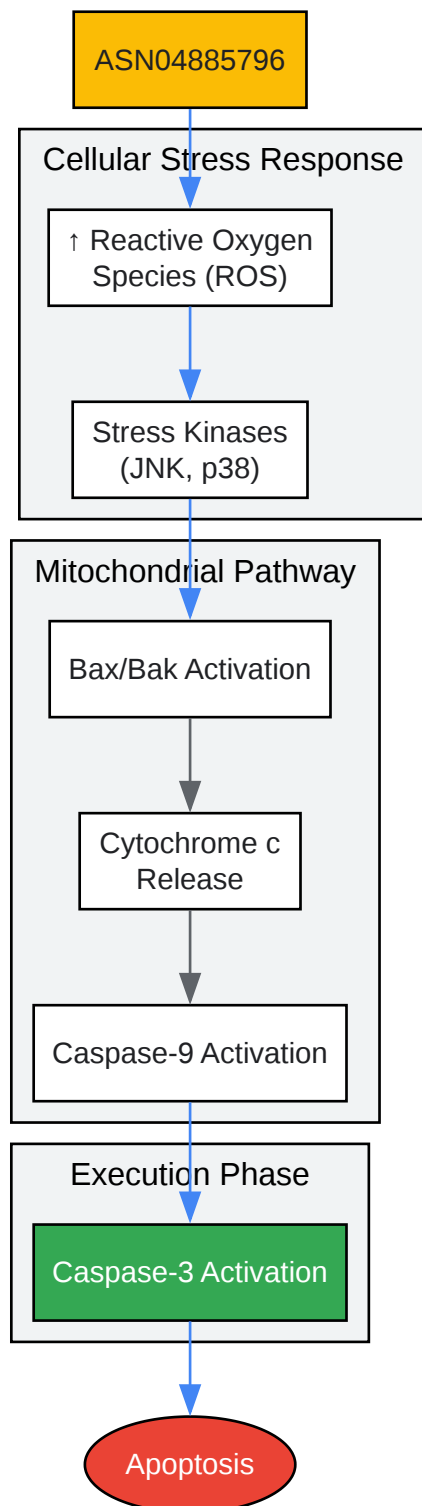 ASN04885796
Cellular Stress Response
↑ Reactive Oxygen
Species (ROS)
Stress Kinases
(JNK, p38)
Mitochondrial Pathway
Bax/Bak Activation
Cytochrome c
Release
Caspase-9 Activation
Execution Phase
Caspase-3 Activation
Apoptosis